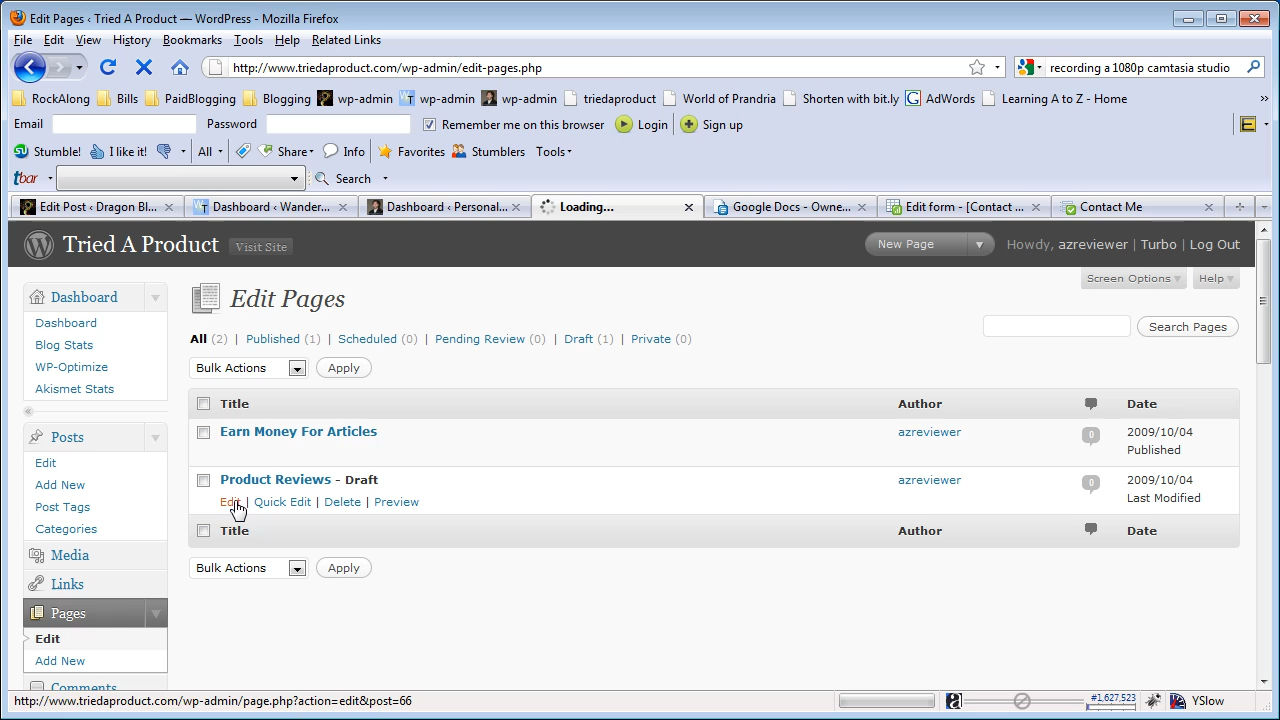 Edit Pages ‹ Tried A Product — WordPress - Mozilla Firefox
File Edit View History Bookmarks Tools Help Related Links
http://www.triedaproduct.com/wp-admin/edit-pages.php recording a 1080p camtasia studio
RockAlong Bills PaidBlogging Blogging wp-admin wp-admin wp-admin triedaproduct World of Prandria Shorten with bit.ly AdWords Learning A to Z - Home »
Email Password Remember me on this browser Login Sign up
Stumble! I like it! All Share Info Favorites Stumblers Tools
tbar Search
Edit Post ‹ Dragon Bl... Dashboard ‹ Wander... Dashboard ‹ Personal... Loading... Google Docs - Owne... Edit form - [Contact ... Contact Me
Tried A Product Visit Site New Page Howdy, azreviewer | Turbo | Log Out
Screen Options Help
Edit Pages
All (2) | Published (1) | Scheduled (0) | Pending Review (0) | Draft (1) | Private (0)
Search Pages
Bulk Actions Apply
Title Author Date
Earn Money For Articles azreviewer 0 2009/10/04
Published
Product Reviews - Draft azreviewer 0 2009/10/04
Edit | Quick Edit | Delete | Preview Last Modified
Title Author Date
Bulk Actions Apply
Dashboard
Dashboard
Blog Stats
WP-Optimize
Akismet Stats
Posts
Edit
Add New
Post Tags
Categories
Media
Links
Pages
Edit
Add New
Comments
http://www.triedaproduct.com/wp-admin/page.php?action=edit&post=66 #1,627,523 YSlow